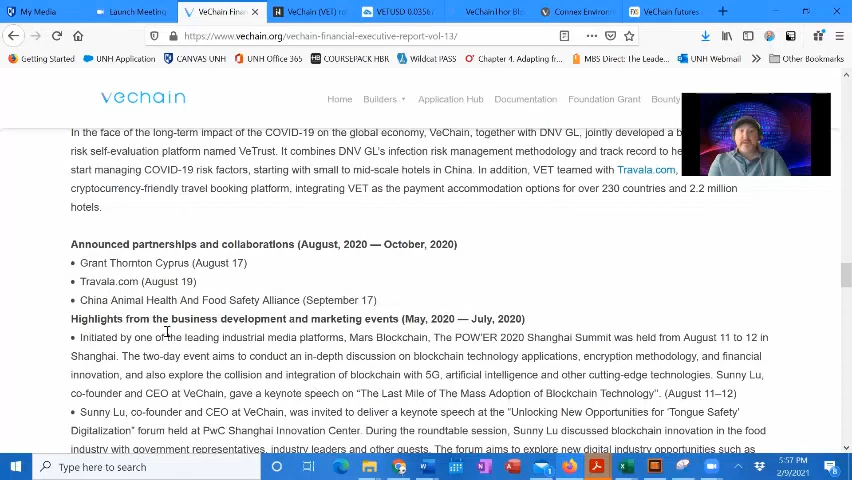 My Media
Launch Meeting
VeChain Fina
VeChain (VET) ro
VETUSD 0.0356
VeChainThor Blo
Connex Environ
VeChain futures
https://www.vechain.org/vechain-financial-executive-report-vol-13/
Getting Started
UNH Application
CANVAS UNH
UNH Office 365
COURSEPACK HBR
Wildcat PASS
Chapter 4. Adapting fr...
MBS Direct: The Leade...
UNH Webmail
Other Bookmarks
vechain
Home
Builders
Application Hub
Documentation
Foundation Grant
Bounty
In the face of the long-term impact of the COVID-19 on the global economy, VeChain, together with DNV GL, jointly developed a b
risk self-evaluation platform named VeTrust. It combines DNV GL's infection risk management methodology and track record to he
start managing COVID-19 risk factors, starting with small to mid-scale hotels in China. In addition, VET teamed with Travala.com,
cryptocurrency-friendly travel booking platform, integrating VET as the payment accommodation options for over 230 countries and 2.2 million
hotels.
Announced partnerships and collaborations (August, 2020 — October, 2020)
• Grant Thornton Cyprus (August 17)
• Travala.com (August 19)
• China Animal Health And Food Safety Alliance (September 17)
Highlights from the business development and marketing events (May, 2020 — July, 2020)
• Initiated by one of the leading industrial media platforms, Mars Blockchain, The POW'ER 2020 Shanghai Summit was held from August 11 to 12 in
Shanghai. The two-day event aims to conduct an in-depth discussion on blockchain technology applications, encryption methodology, and financial
innovation, and also explore the collision and integration of blockchain with 5G, artificial intelligence and other cutting-edge technologies. Sunny Lu,
co-founder and CEO at VeChain, gave a keynote speech on “The Last Mile of The Mass Adoption of Blockchain Technology”. (August 11–12)
• Sunny Lu, co-founder and CEO at VeChain, was invited to deliver a keynote speech at the "Unlocking New Opportunities for 'Tongue Safety'
Digitalization" forum held at PwC Shanghai Innovation Center. During the roundtable session, Sunny Lu discussed blockchain innovation in the food
industry with government representatives, industry leaders and other guests. The forum aims to explore new digital industry opportunities such as
Type here to search
5:57 PM
2/9/2021